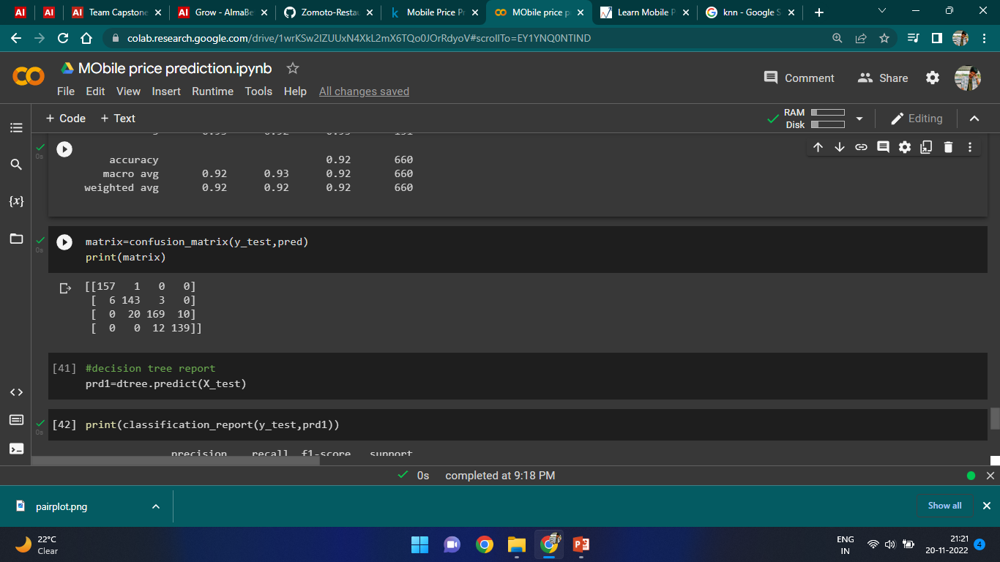 Team Capstone
Grow - AlmaBe
Zomoto-Restau
Mobile Price Pr
MObile price p
Learn Mobile P
knn - Google S
colab.research.google.com/drive/1wrKSw2IZUUxN4XkL2mX6TQo0JOrRdyoV#scrollTo=EY1YNQ0NTIND
MObile price prediction.ipynb
Comment
Share
File Edit View Insert Runtime Tools Help All changes saved
+ Code + Text
RAM
Disk
Editing
0s
accuracy 0.92 660
macro avg 0.92 0.93 0.92 660
weighted avg 0.92 0.92 0.92 660
0s
matrix=confusion_matrix(y_test,pred)
print(matrix)
[[157 1 0 0]
[ 6 143 3 0]
[ 0 20 169 10]
[ 0 0 12 139]]
[41] #decision tree report
prd1=dtree.predict(X_test)
0s
[42] print(classification_report(y_test,prd1))
precision recall f1-score support
0s completed at 9:18 PM
pairplot.png
Show all
22°C
Clear
ENG
IN
21:21
20-11-2022
4